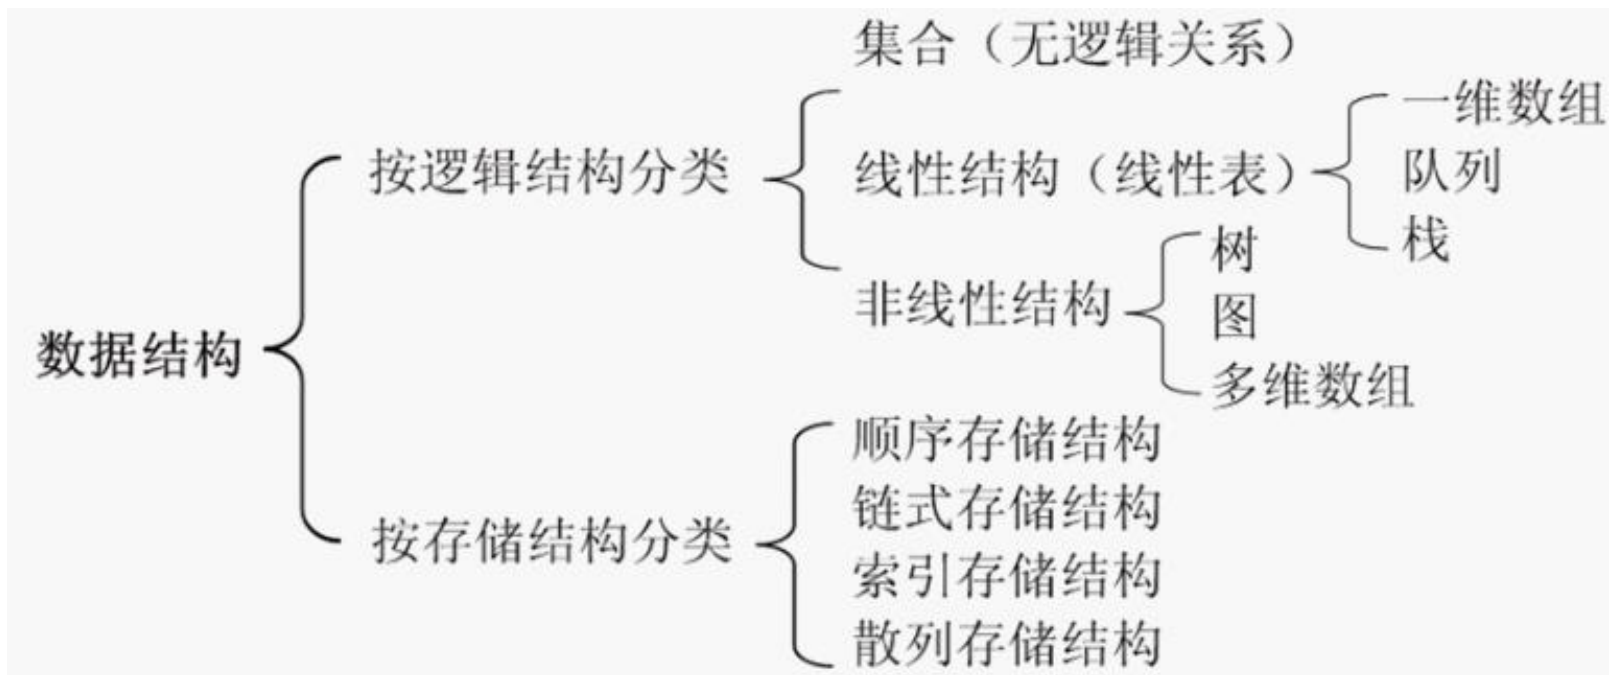 数据结构
按逻辑结构分类
集合（无逻辑关系）
线性结构（线性表）
一维数组
队列
栈
非线性结构
树
图
多维数组
按存储结构分类
顺序存储结构
链式存储结构
索引存储结构
散列存储结构